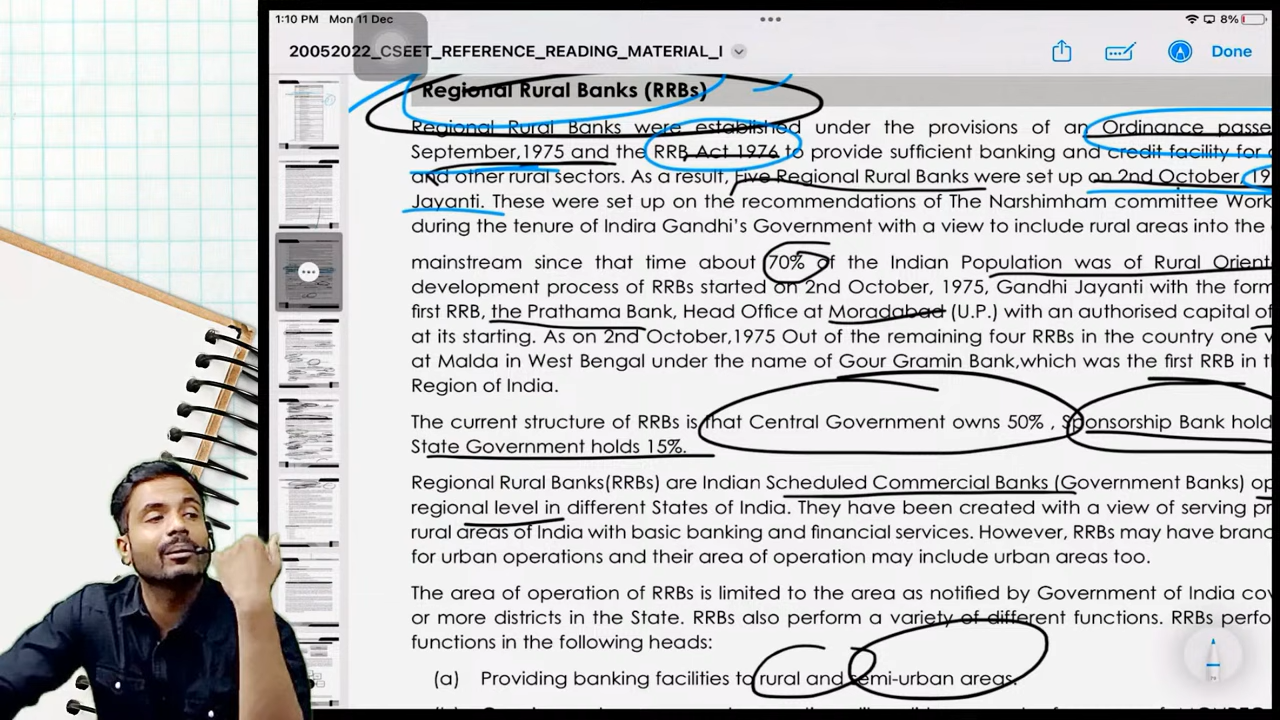 1:10 PM Mon 11 Dec
8%
20052022_CSEET_REFERENCE_READING_MATERIAL_I
Done
Regional Rural Banks (RRBs)
Regional Rural Banks were established under the provisions of an Ordinance passe
September,1975 and the RRB Act 1976 to provide sufficient banking and credit facility for
and other rural sectors. As a result, Five Regional Rural Banks were set up on 2nd October, 19
Jayanti. These were set up on the recommendations of The Narshimham committee Work
during the tenure of Indira Gandhi's Government with a view to include rural areas into the
mainstream since that time about 70% of the Indian Population was of Rural Orient
development process of RRBs started on 2nd October, 1975, Gandhi Jayanti with the form
first RRB, the Prathama Bank, Head Office at Moradabad (U.P.) with an authorised capital of
at its starting. 2nd October 1975 Out of the remaining four RRBs in the country one
at in West Bengal under the name of Gour Gramin Bank,which was the first RRB in t
Region of India.
The current structure of RRBs is Central Government owns 50% , Sponsorship Bank hold
State Government holds 15%.
Regional Rural Banks(RRBs) are Indian Scheduled Commercial Banks (Government Banks) op
regional level in different States of India. They have been created with a view of serving pr
rural areas of India with basic banking and financial services. However, RRBs may have branc
for urban operations and their area of operation may include urban areas too.
The area of operation of RRBs is limited to the area as notified by Government of India cov
or more districts in the State. RRBs also perform a variety of different functions. RRBs perfo
functions in the following heads:
(a) Providing banking facilities to rural and semi-urban areas.